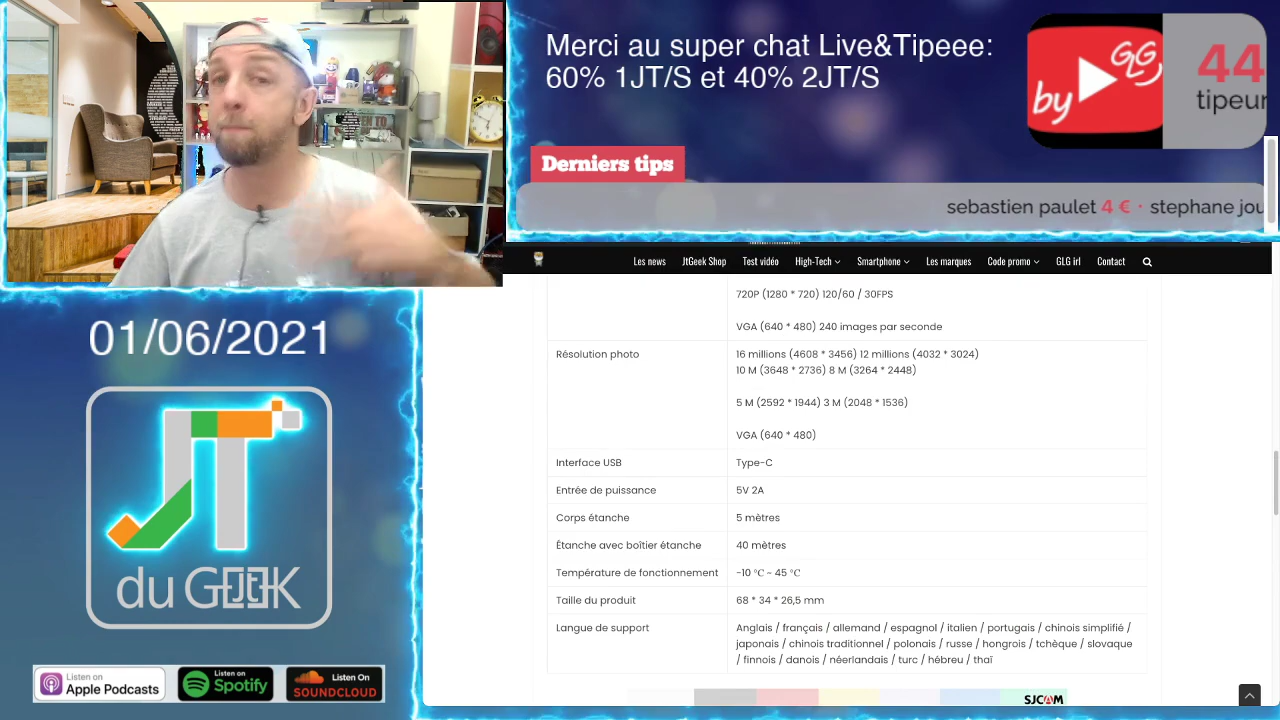 Merci au super chat Live&Tipeee:
60% 1JT/S et 40% 2JT/S
by GLG
44
tipeur
Derniers tips
sebastien paulet 4 € · stephane jou
Les news JtGeek Shop Test vidéo High-Tech Smartphone Les marques Code promo GLG irl Contact
720P (1280 * 720) 120/60 / 30FPS
VGA (640 * 480) 240 images par seconde
Résolution photo
16 millions (4608 * 3456) 12 millions (4032 * 3024)
10 M (3648 * 2736) 8 M (3264 * 2448)
5 M (2592 * 1944) 3 M (2048 * 1536)
VGA (640 * 480)
Interface USB Type-C
Entrée de puissance 5V 2A
Corps étanche 5 mètres
Étanche avec boîtier étanche 40 mètres
Température de fonctionnement -10 °C ~ 45 °C
Taille du produit 68 * 34 * 26,5 mm
Langue de support
Anglais / français / allemand / espagnol / italien / portugais / chinois simplifié /
japonais / chinois traditionnel / polonais / russe / hongrois / tchèque / slovaque
/ finnois / danois / néerlandais / turc / hébreu / thaï
SJCAM
01/06/2021
JT
du GEEK
Listen on
Apple Podcasts
Listen on
Spotify
Listen On
SOUNDCLOUD